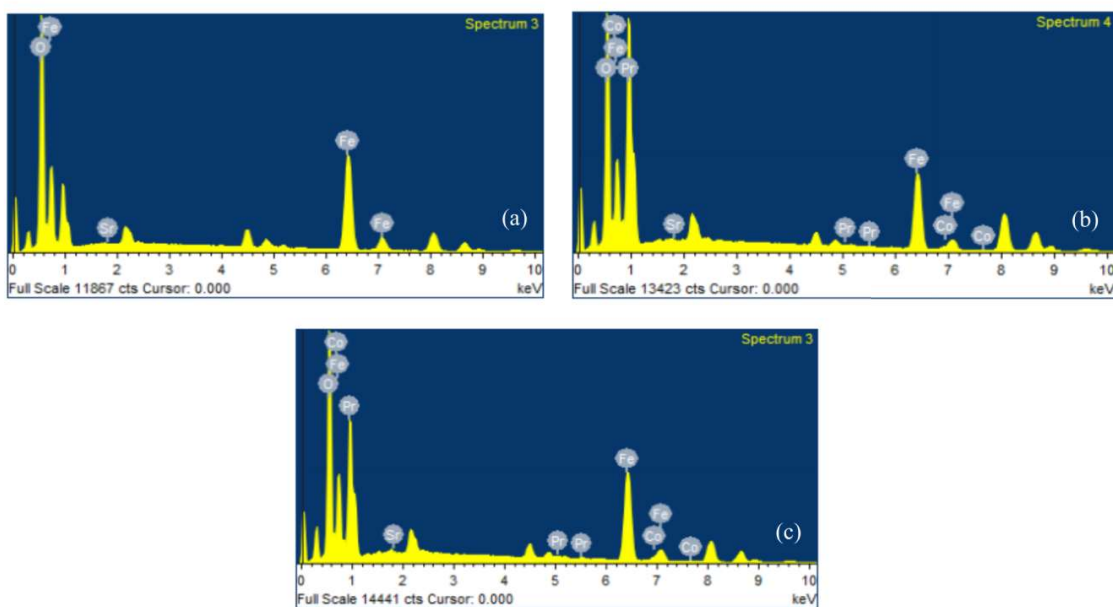 Spectrum 3
Fe
O
Fe
Sr
Fe
(a)
0 1 2 3 4 5 6 7 8 9 10
Full Scale 11867 cts Cursor: 0.000 keV
Spectrum 4
Co
Fe
O Pr
Fe
Sr Pr Pr
Fe
Co Co
(b)
0 1 2 3 4 5 6 7 8 9 10
Full Scale 13423 cts Cursor: 0.000 keV
Spectrum 3
Co
Fe
O
Pr
Fe
Fe
Sr Pr Pr Co Co
(c)
0 1 2 3 4 5 6 7 8 9 10
Full Scale 14441 cts Cursor: 0.000 keV